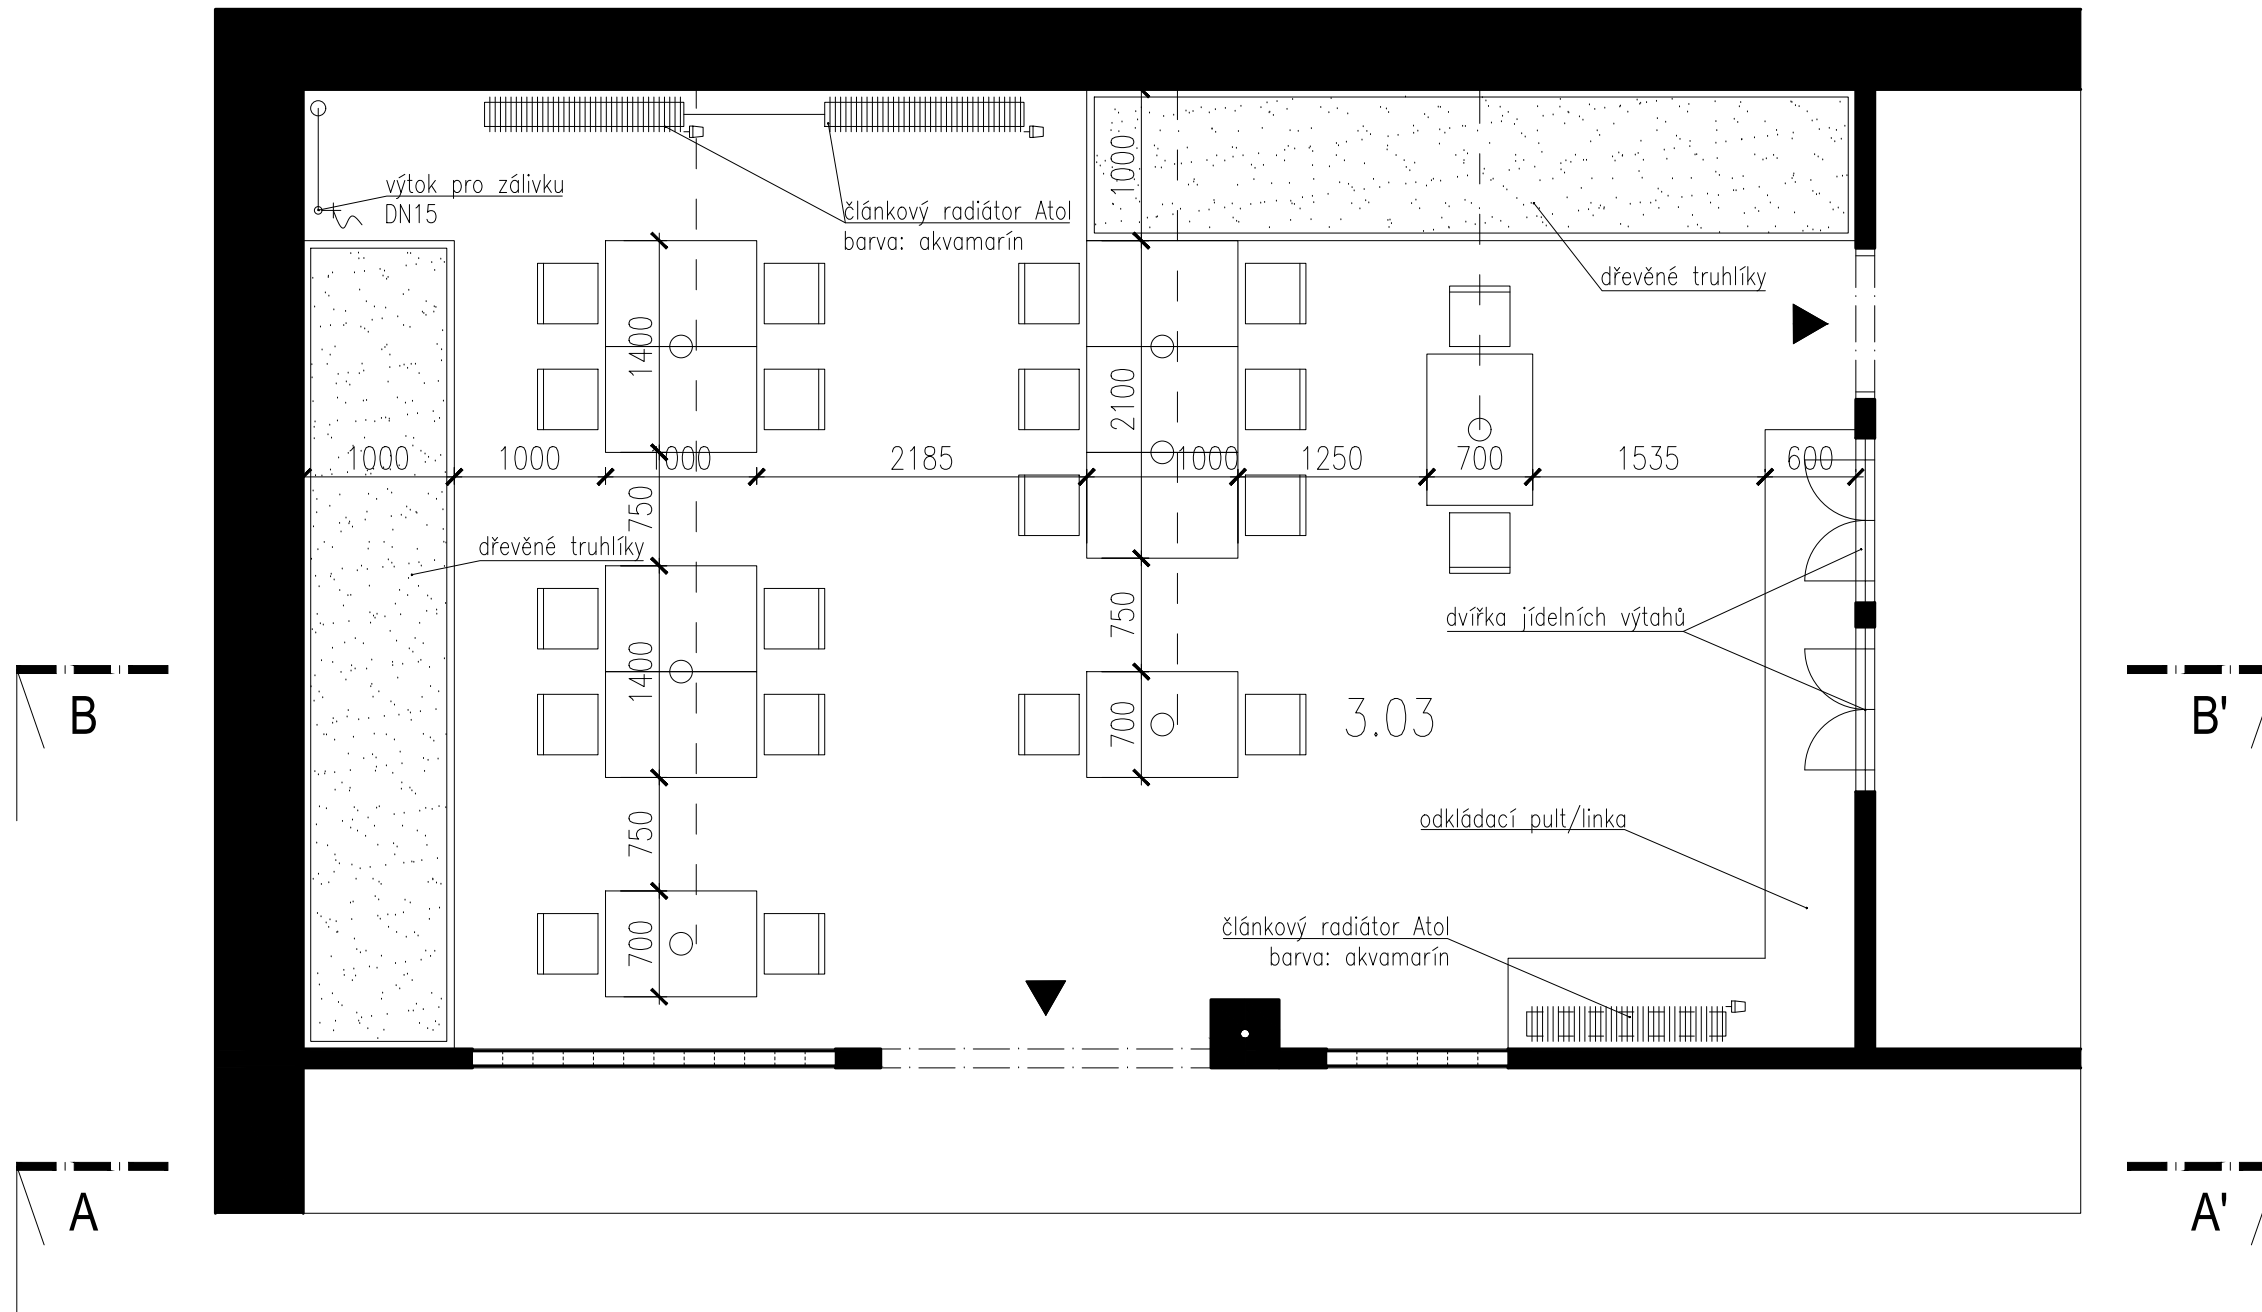 výtok pro zálivku
DN15
článkový radiátor Atol
barva: akvamarín
1000
dřevěné truhlíky
1400
2100
1000
1000
1000
2185
1000
1250
700
1535
600
750
dřevěné truhlíky
750
dvířka jídelních výtahů
1400
B
700
3.03
B'
750
odkládací pult/linka
700
článkový radiátor Atol
barva: akvamarín
A
A'